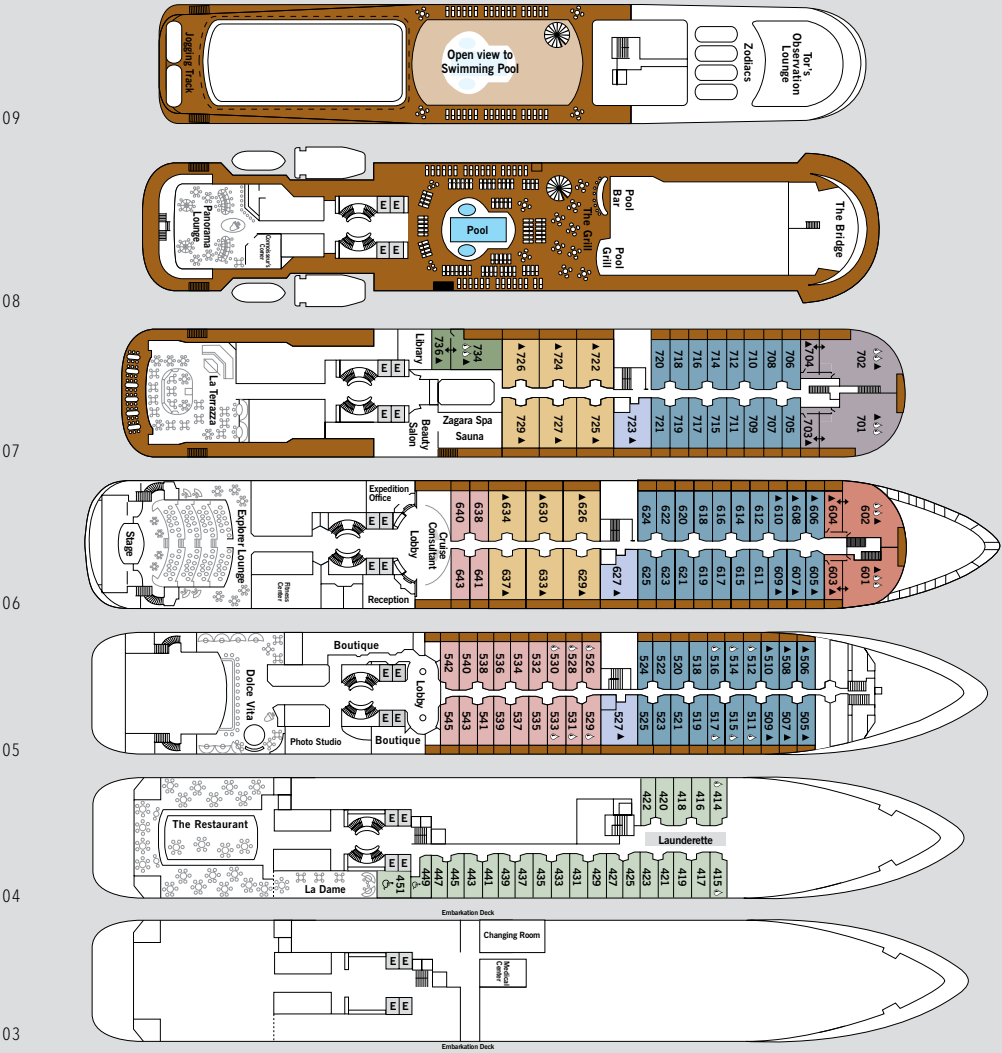 09
Jogging Track
Open view to
Swimming Pool
Zodiacs
Tor's
Observation
Lounge
08
Panorama
Lounge
Connoisseur's
Corner
E E
E E
Pool
The Grill
Pool
Bar
Pool
Grill
The Bridge
07
La Terrazza
E E
E E
Library
Beauty
Salon
Zagara Spa
Sauna
736 734 726 724 722 720 718 716 714 712 710 708 706 704 702
729 727 725 723 721 719 717 715 711 709 707 705 703 701
06
Stage
Explorer Lounge
Fitness
Center
Expedition
Office
E E
E E
Lobby
Reception
Cruise
Consultant
640 638 634 630 626 624 622 620 618 616 614 612 610 608 606 604 602
643 641 637 633 629 627 625 623 621 619 617 615 611 609 607 605 603 601
05
Dolce Vita
Boutique
Photo Studio
E E
E E
Boutique
Lobby
542 540 538 536 534 532 530 528 526 524 522 520 518 516 514 512 510 508 506
545 543 541 539 537 535 533 531 529 527 525 523 521 519 517 515 511 509 507 505
04
The Restaurant
La Dame
E E
E E
422 420 418 416 414
Launderette
451 449 447 445 443 441 439 437 435 433 431 429 427 425 423 421 419 417 415
Embarkation Deck
03
E E
E E
Changing Room
Medical
Center
Embarkation Deck